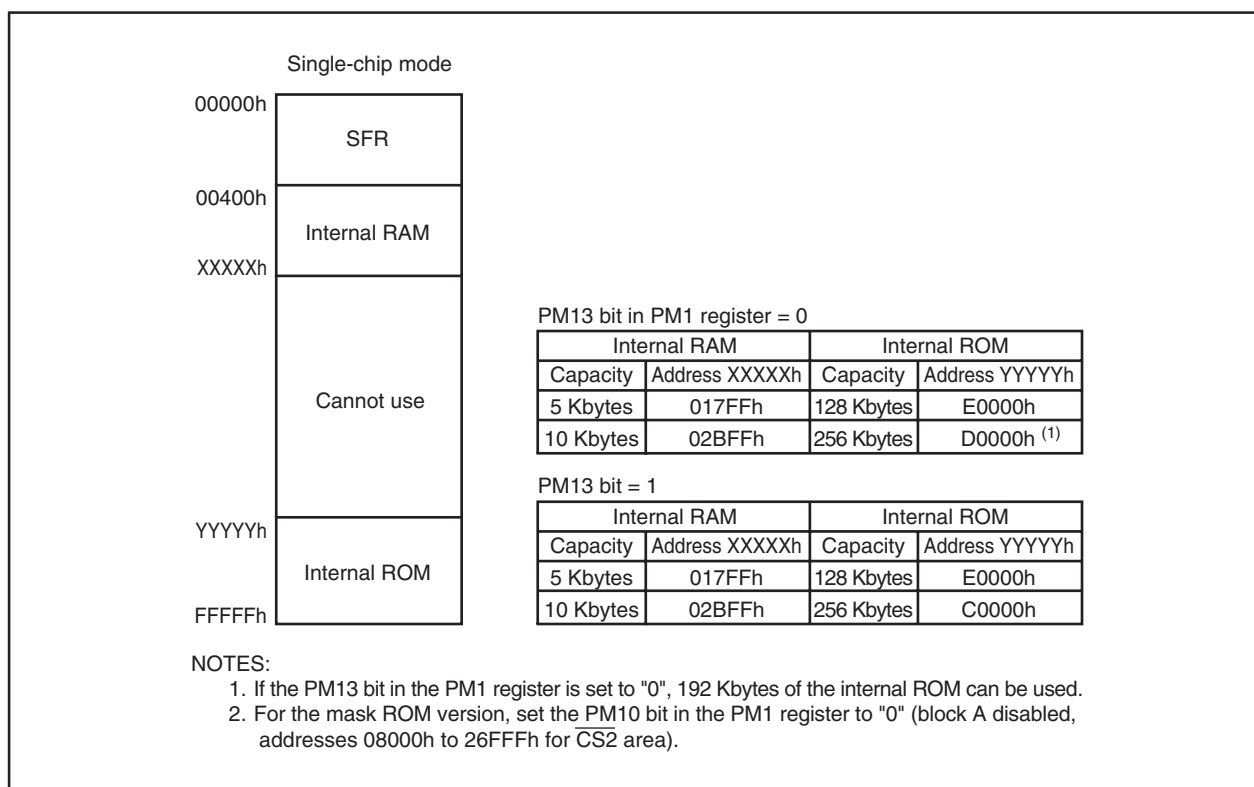 Single-chip mode
00000h
SFR
00400h
Internal RAM
XXXXXh
Cannot use
YYYYYh
Internal ROM
FFFFFh
PM13 bit in PM1 register = 0
Internal RAM Internal ROM
Capacity Address XXXXXh Capacity Address YYYYYh
5 Kbytes 017FFh 128 Kbytes E0000h
10 Kbytes 02BFFh 256 Kbytes D0000h (1)
PM13 bit = 1
Internal RAM Internal ROM
Capacity Address XXXXXh Capacity Address YYYYYh
5 Kbytes 017FFh 128 Kbytes E0000h
10 Kbytes 02BFFh 256 Kbytes C0000h
NOTES:
1. If the PM13 bit in the PM1 register is set to "0", 192 Kbytes of the internal ROM can be used.
2. For the mask ROM version, set the PM10 bit in the PM1 register to "0" (block A disabled,
addresses 08000h to 26FFFh for C̅S̅2̅ area).